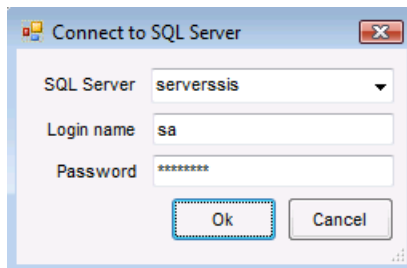 Connect to SQL Server
SQL Server serverssis
Login name sa
Password ********
Ok Cancel